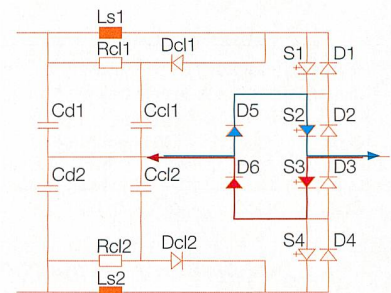 Ls1
Rcl1 Dcl1 S1 D1
Cd1 Ccl1 D5 S2 D2
Cd2 Ccl2 D6 S3 D3
Rcl2 Dcl2 S4 D4
Ls2